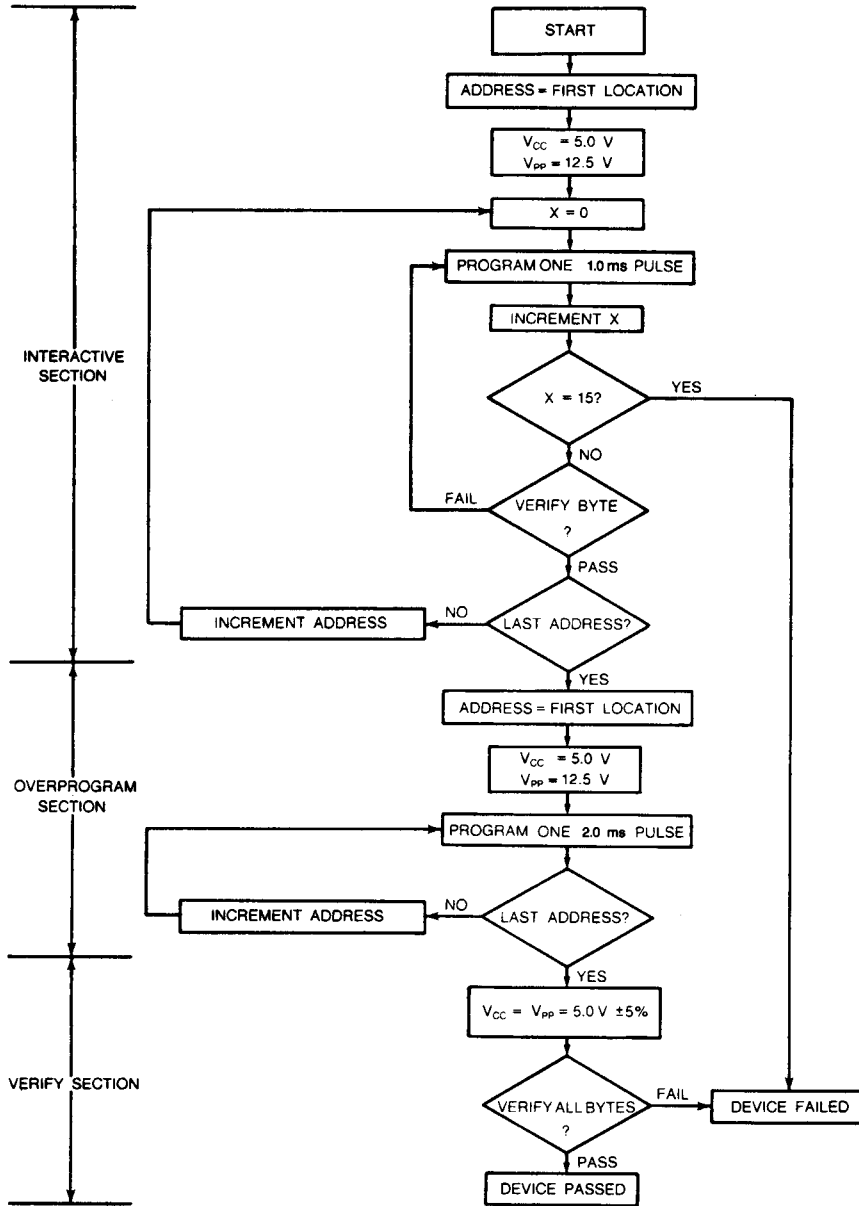 START
ADDRESS = FIRST LOCATION
VCC = 5.0 V
VPP = 12.5 V
X = 0
PROGRAM ONE 1.0 ms PULSE
INCREMENT X
INTERACTIVE
SECTION
X = 15?
YES
NO
FAIL
VERIFY BYTE
?
PASS
INCREMENT ADDRESS
NO
LAST ADDRESS?
YES
ADDRESS = FIRST LOCATION
VCC = 5.0 V
VPP = 12.5 V
OVERPROGRAM
SECTION
PROGRAM ONE 2.0 ms PULSE
INCREMENT ADDRESS
NO
LAST ADDRESS?
YES
VCC = VPP = 5.0 V ±5%
VERIFY SECTION
VERIFY ALL BYTES
?
FAIL
DEVICE FAILED
PASS
DEVICE PASSED